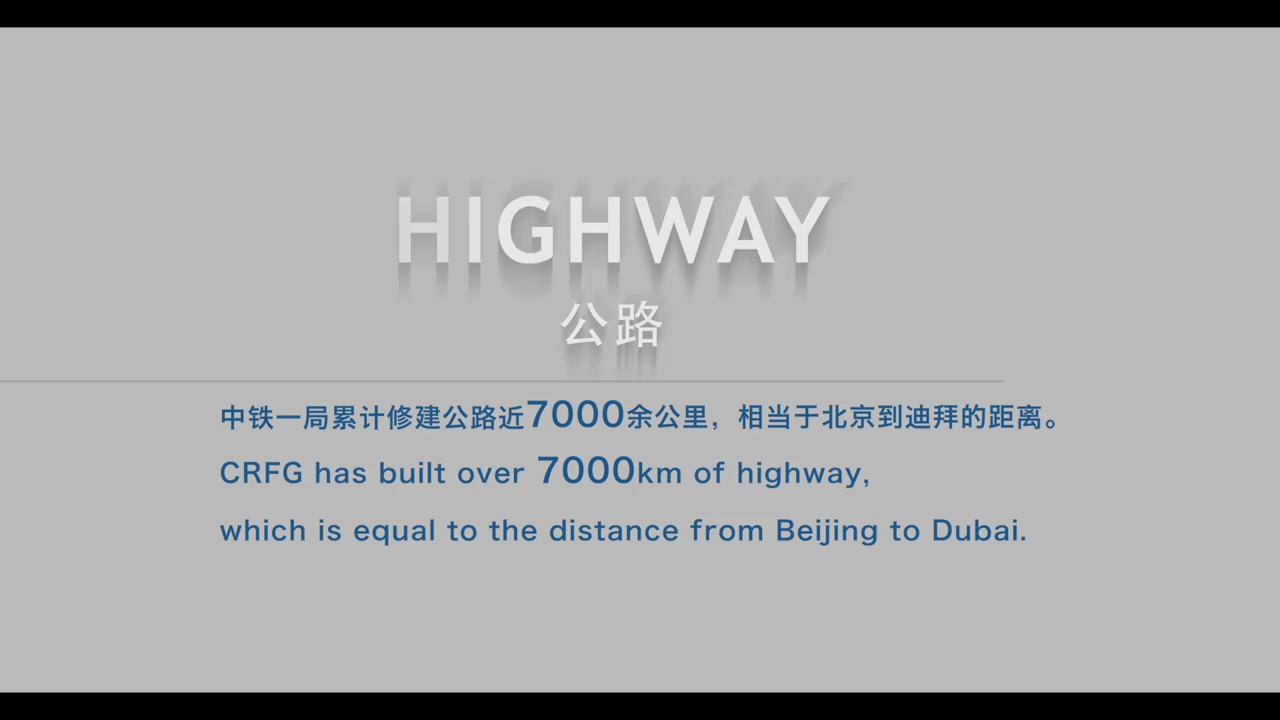 HIGHWAY
公路
中铁一局累计修建公路近7000余公里，相当于北京到迪拜的距离。
CRFG has built over 7000km of highway,
which is equal to the distance from Beijing to Dubai.